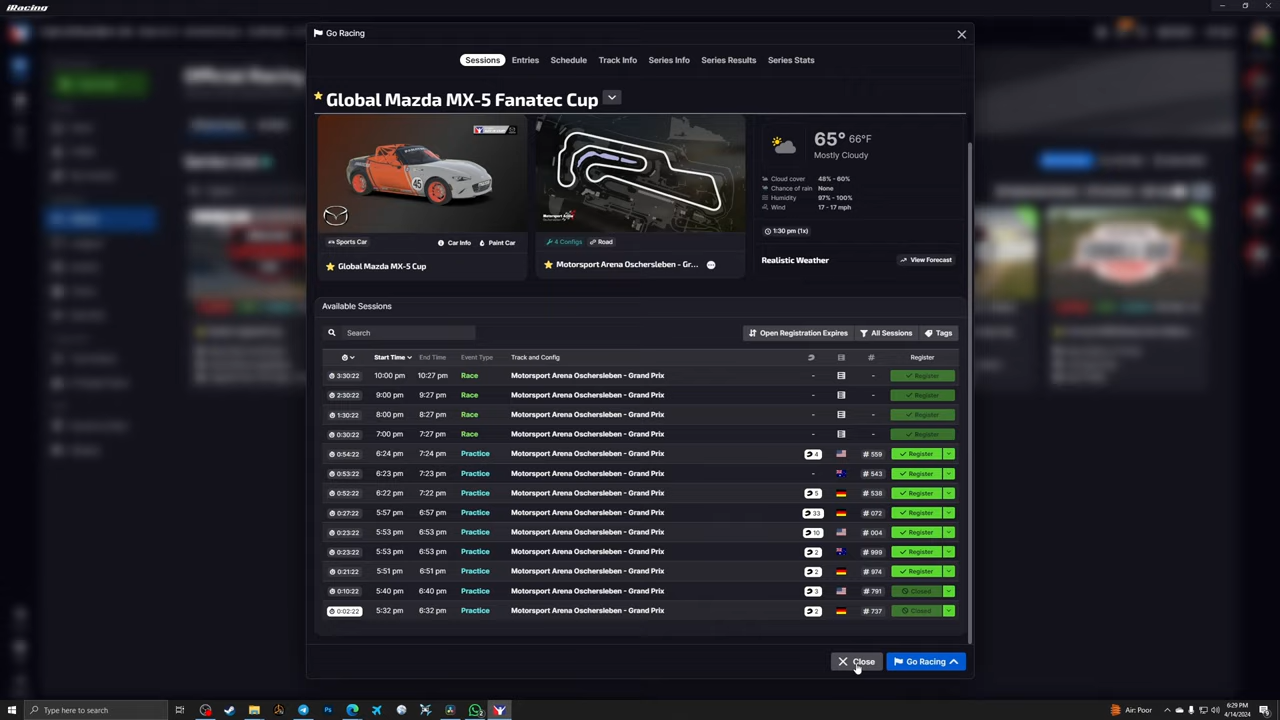 iRacing
Go Racing
Sessions Entries Schedule Track Info Series Info Series Results Series Stats
Global Mazda MX-5 Fanatec Cup
65° 66°F
Mostly Cloudy
Cloud cover 48% - 60%
Chance of rain None
Humidity 97% - 100%
Wind 17 - 17 mph
1:30 pm (1x)
Sports Car Car Info Paint Car
4 Configs Road
Realistic Weather View Forecast
Global Mazda MX-5 Cup
Motorsport Arena Oschersleben - Gr...
Available Sessions
Search Open Registration Expires All Sessions Tags
Start Time End Time Event Type Track and Config # Register
3:30:22 10:00 pm 10:27 pm Race Motorsport Arena Oschersleben - Grand Prix - - Register
2:30:22 9:00 pm 9:27 pm Race Motorsport Arena Oschersleben - Grand Prix - - Register
1:30:22 8:00 pm 8:27 pm Race Motorsport Arena Oschersleben - Grand Prix - - Register
0:30:22 7:00 pm 7:27 pm Race Motorsport Arena Oschersleben - Grand Prix - - Register
0:54:22 6:24 pm 7:24 pm Practice Motorsport Arena Oschersleben - Grand Prix 4 # 559 Register
0:53:22 6:23 pm 7:23 pm Practice Motorsport Arena Oschersleben - Grand Prix - # 543 Register
0:52:22 6:22 pm 7:22 pm Practice Motorsport Arena Oschersleben - Grand Prix 5 # 538 Register
0:27:22 5:57 pm 6:57 pm Practice Motorsport Arena Oschersleben - Grand Prix 33 # 072 Register
0:23:22 5:53 pm 6:53 pm Practice Motorsport Arena Oschersleben - Grand Prix 10 # 004 Register
0:23:22 5:53 pm 6:53 pm Practice Motorsport Arena Oschersleben - Grand Prix 2 # 999 Register
0:21:22 5:51 pm 6:51 pm Practice Motorsport Arena Oschersleben - Grand Prix 2 # 974 Register
0:10:22 5:40 pm 6:40 pm Practice Motorsport Arena Oschersleben - Grand Prix 3 # 791 Closed
0:02:22 5:32 pm 6:32 pm Practice Motorsport Arena Oschersleben - Grand Prix 2 # 737 Closed
Close Go Racing
Type here to search
Air: Poor
6:29 PM
4/14/2024